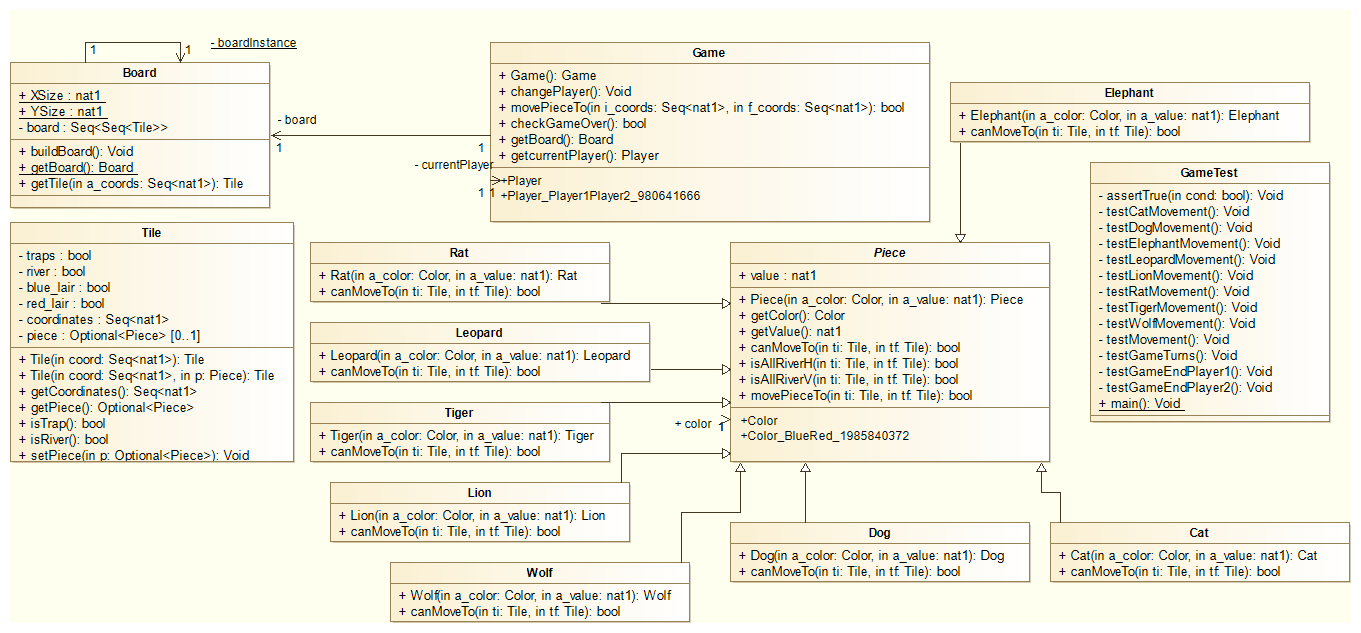 - boardInstance
1
1
Board
+ XSize : nat1
+ YSize : nat1
- board : Seq<Seq<Tile>>
+ buildBoard(): Void
+ getBoard(): Board
+ getTile(in a_coords: Seq<nat1>): Tile
- board
1
1
- currentPlayer
1
1
Game
+ Game(): Game
+ changePlayer(): Void
+ movePieceTo(in i_coords: Seq<nat1>, in f_coords: Seq<nat1>): bool
+ checkGameOver(): bool
+ getBoard(): Board
+ getcurrentPlayer(): Player
+Player
+Player_Player1Player2_980641666
Elephant
+ Elephant(in a_color: Color, in a_value: nat1): Elephant
+ canMoveTo(in ti: Tile, in tf: Tile): bool
GameTest
- assertTrue(in cond: bool): Void
- testCatMovement(): Void
- testDogMovement(): Void
- testElephantMovement(): Void
- testLeopardMovement(): Void
- testLionMovement(): Void
- testRatMovement(): Void
- testTigerMovement(): Void
- testWolfMovement(): Void
- testMovement(): Void
- testGameTurns(): Void
- testGameEndPlayer1(): Void
- testGameEndPlayer2(): Void
+ main(): Void
Tile
- traps : bool
- river : bool
- blue_lair : bool
- red_lair : bool
- coordinates : Seq<nat1>
- piece : Optional<Piece> [0..1]
+ Tile(in coord: Seq<nat1>): Tile
+ Tile(in coord: Seq<nat1>, in p: Piece): Tile
+ getCoordinates(): Seq<nat1>
+ getPiece(): Optional<Piece>
+ isTrap(): bool
+ isRiver(): bool
+ setPiece(in p: Optional<Piece>): Void
Rat
+ Rat(in a_color: Color, in a_value: nat1): Rat
+ canMoveTo(in ti: Tile, in tf: Tile): bool
Leopard
+ Leopard(in a_color: Color, in a_value: nat1): Leopard
+ canMoveTo(in ti: Tile, in tf: Tile): bool
Tiger
+ Tiger(in a_color: Color, in a_value: nat1): Tiger
+ canMoveTo(in ti: Tile, in tf: Tile): bool
+ color
1
Piece
+ value : nat1
+ Piece(in a_color: Color, in a_value: nat1): Piece
+ getColor(): Color
+ getValue(): nat1
+ canMoveTo(in ti: Tile, in tf: Tile): bool
+ isAllRiverH(in ti: Tile, in tf: Tile): bool
+ isAllRiverV(in ti: Tile, in tf: Tile): bool
+ movePieceTo(in ti: Tile, in tf: Tile): bool
+Color
+Color_BlueRed_1985840372
Lion
+ Lion(in a_color: Color, in a_value: nat1): Lion
+ canMoveTo(in ti: Tile, in tf: Tile): bool
Wolf
+ Wolf(in a_color: Color, in a_value: nat1): Wolf
+ canMoveTo(in ti: Tile, in tf: Tile): bool
Dog
+ Dog(in a_color: Color, in a_value: nat1): Dog
+ canMoveTo(in ti: Tile, in tf: Tile): bool
Cat
+ Cat(in a_color: Color, in a_value: nat1): Cat
+ canMoveTo(in ti: Tile, in tf: Tile): bool